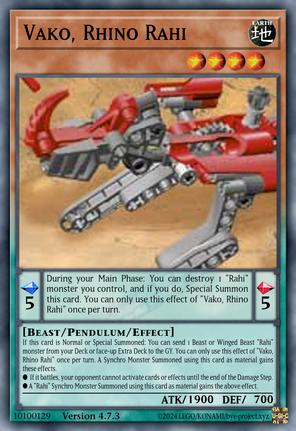 Vako, Rhino Rahi
EARTH
地
During your Main Phase: You can destroy 1 "Rahi"
monster you control, and if you do, Special Summon
this card. You can only use this effect of "Vako, Rhino
Rahi" once per turn.
5
5
[Beast/Pendulum/Effect]
If this card is Normal or Special Summoned: You can send 1 Beast or Winged Beast "Rahi"
monster from your Deck or face-up Extra Deck to the GY. You can only use this effect of "Vako,
Rhino Rahi" once per turn. A Synchro Monster Summoned using this card as material gains
these effects.
● If it battles, your opponent cannot activate cards or effects until the end of the Damage Step.
● A "Rahi" Synchro Monster Summoned using this card as material gains the above effect.
ATK/1900 DEF/ 700
10100129 Version 4.7.3 ©2024 LEGO/KONAMI/bye-project.xyz